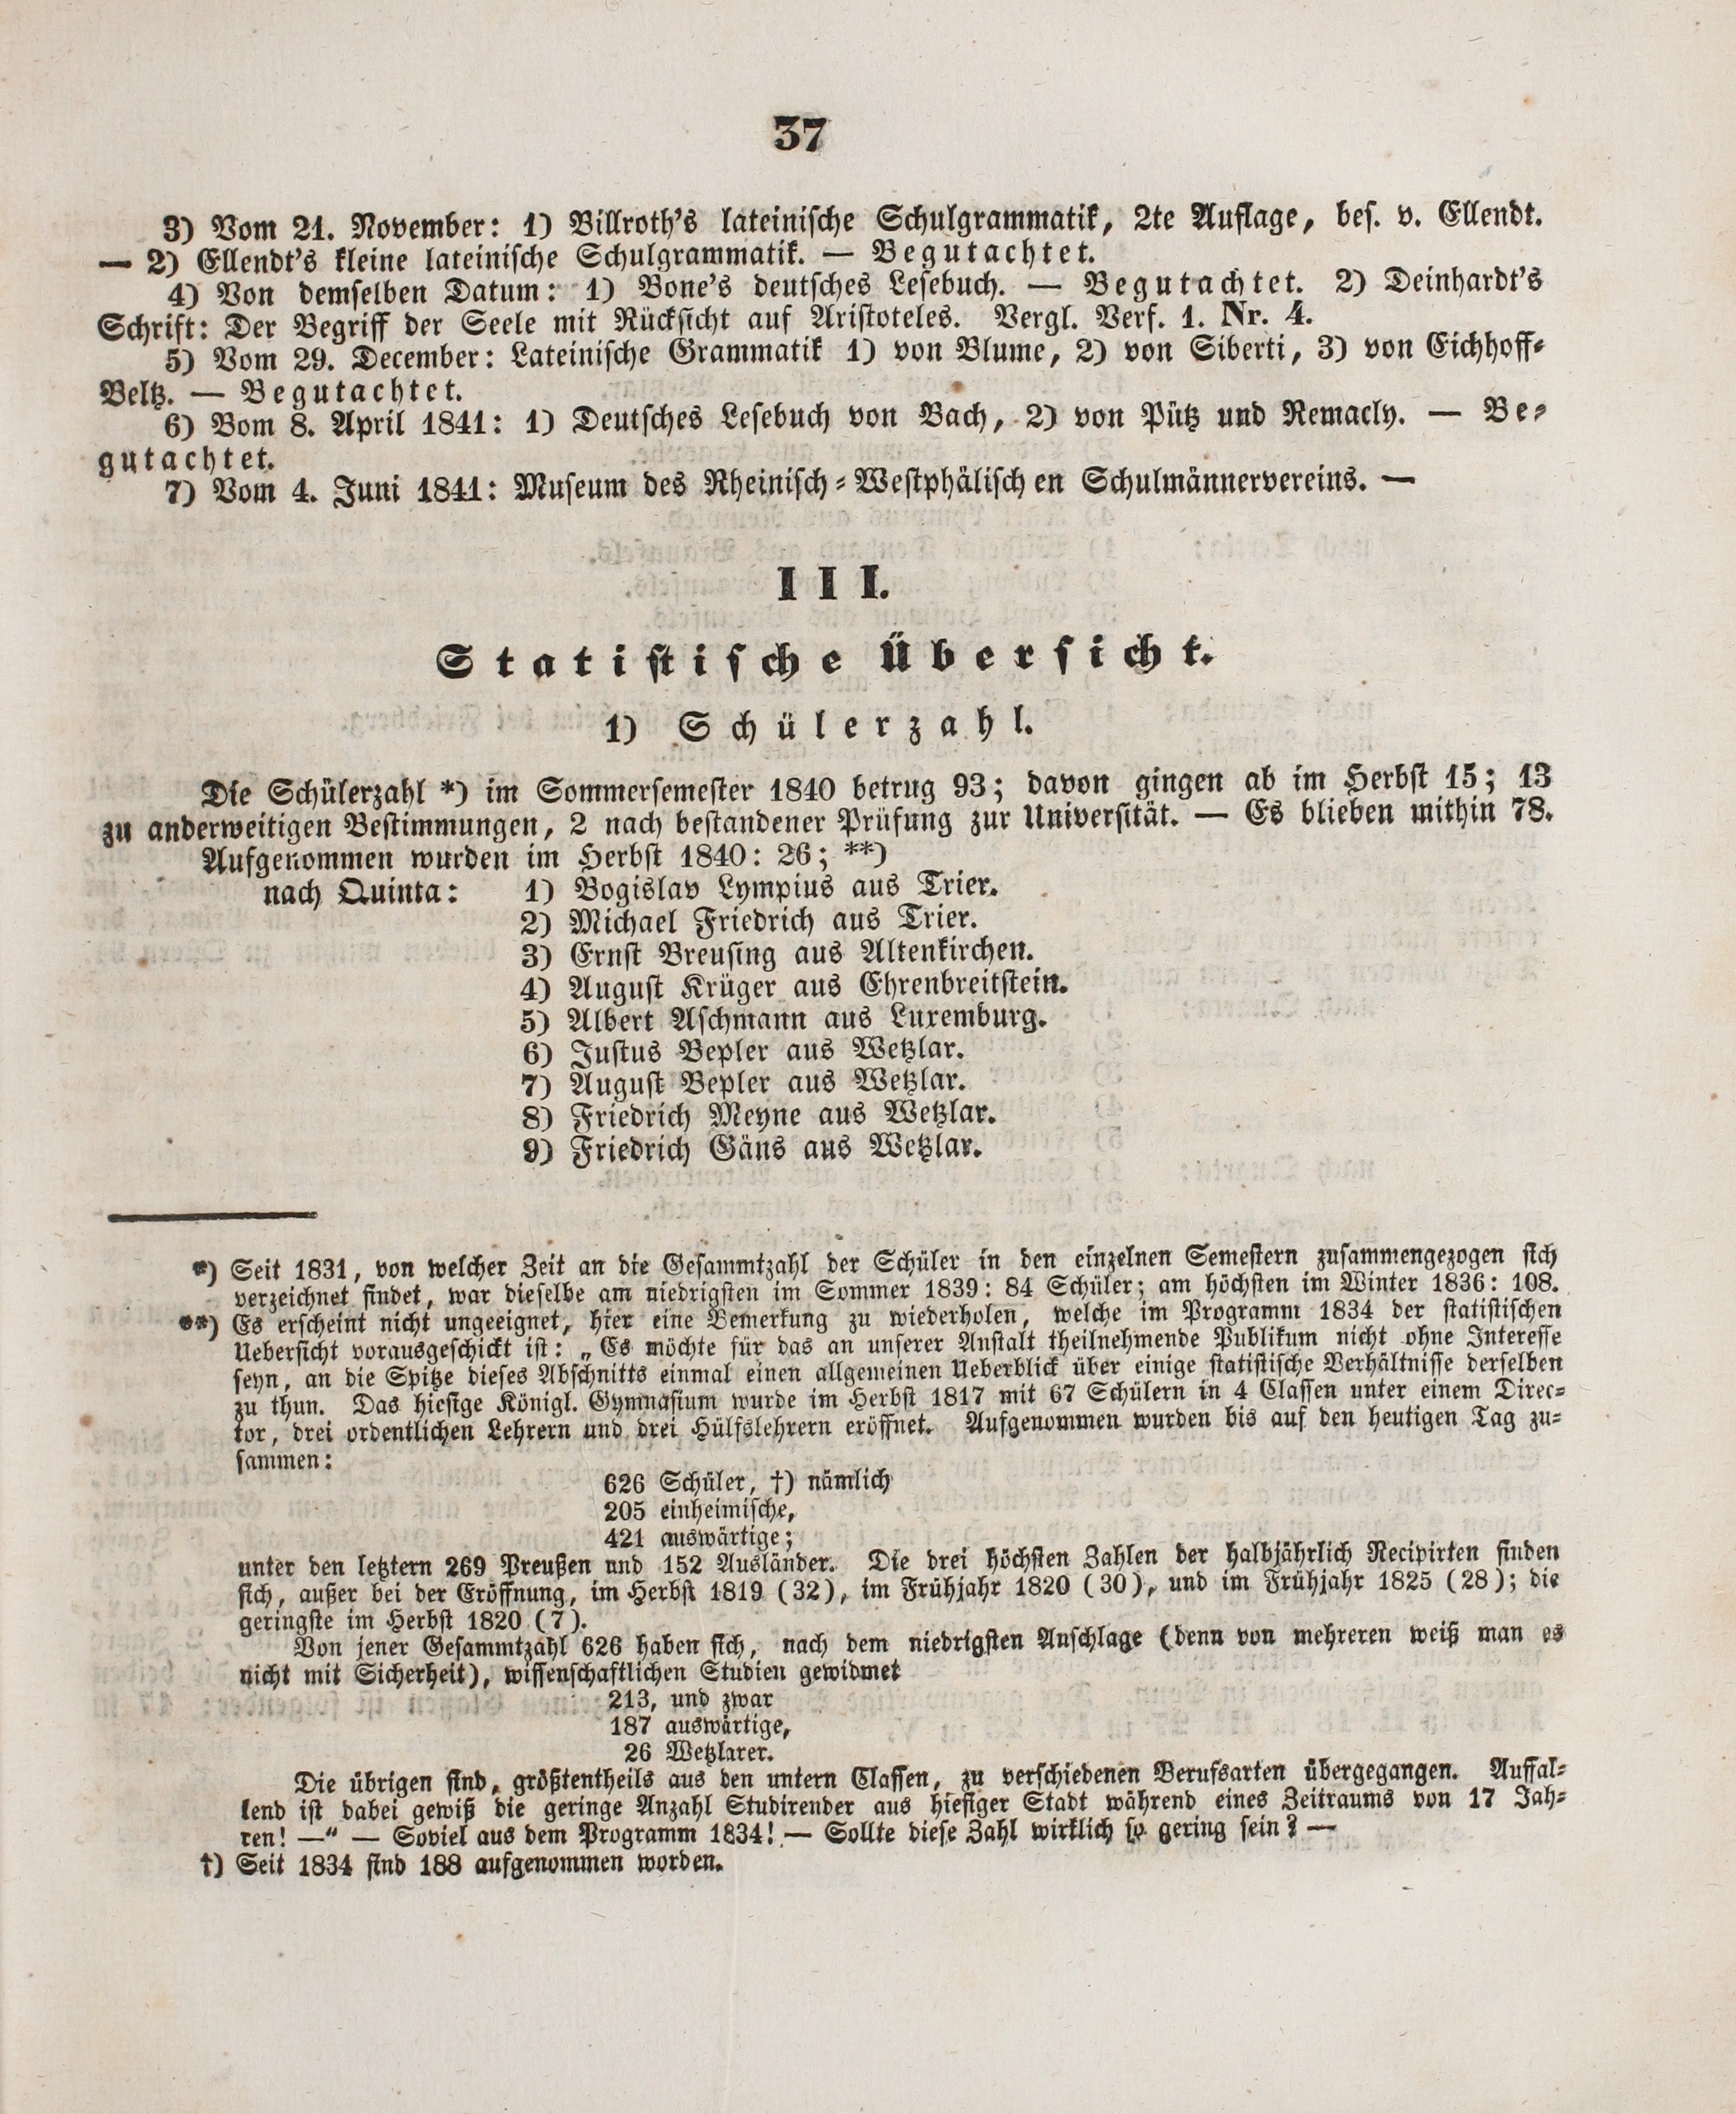 37
3) Vom 21. November: 1) Billroth's lateinische Schulgrammatik, 2te Auflage, bes. v. Ellendt.
— 2) Ellendt's kleine lateinische Schulgrammatik. — Begutachtet.
4) Von demselben Datum: 1) Bone's deutsches Lesebuch. — Begutachtet. 2) Deinhardt's
Schrift: Der Begriff der Seele mit Rücksicht auf Aristoteles. Vergl. Verf. 1. Nr. 4.
5) Vom 29. December: Lateinische Grammatik 1) von Blume, 2) von Siberti, 3) von Eichhoff-
Beltz. — Begutachtet.
6) Vom 8. April 1841: 1) Deutsches Lesebuch von Bach, 2) von Pütz und Remacly. — Be-
gutachtet.
7) Vom 4. Juni 1841: Museum des Rheinisch-Westphälischen Schulmännervereins. —
III.
Statistische Übersicht.
1) Schülerzahl.
Die Schülerzahl *) im Sommersemester 1840 betrug 93; davon gingen ab im Herbst 15; 13
zu anderweitigen Bestimmungen, 2 nach bestandener Prüfung zur Universität. — Es blieben mithin 78.
Aufgenommen wurden im Herbst 1840: 26; **)
nach Quinta: 1) Bogislav Lympius aus Trier.
2) Michael Friedrich aus Trier.
3) Ernst Breusing aus Altenkirchen.
4) August Krüger aus Ehrenbreitstein.
5) Albert Aschmann aus Luxemburg.
6) Justus Bepler aus Wetzlar.
7) August Bepler aus Wetzlar.
8) Friedrich Meyne aus Wetzlar.
9) Friedrich Gäns aus Wetzlar.
*) Seit 1831, von welcher Zeit an die Gesammtzahl der Schüler in den einzelnen Semestern zusammengezogen sich
verzeichnet findet, war dieselbe am niedrigsten im Sommer 1839: 84 Schüler; am höchsten im Winter 1836: 108.
**) Es erscheint nicht ungeeignet, hier eine Bemerkung zu wiederholen, welche im Programm 1834 der statistischen
Uebersicht vorausgeschickt ist: „Es möchte für das an unserer Anstalt theilnehmende Publikum nicht ohne Interesse
seyn, an die Spitze dieses Abschnitts einmal einen allgemeinen Ueberblick über einige statistische Verhältnisse derselben
zu thun. Das hiesige Königl. Gymnasium wurde im Herbst 1817 mit 67 Schülern in 4 Classen unter einem Direc-
tor, drei ordentlichen Lehrern und drei Hülfslehrern eröffnet. Aufgenommen wurden bis auf den heutigen Tag zu-
sammen:
626 Schüler, †) nämlich
205 einheimische,
421 auswärtige;
unter den letztern 269 Preußen und 152 Ausländer. Die drei höchsten Zahlen der halbjährlich Recipirten finden
sich, außer bei der Eröffnung, im Herbst 1819 (32), im Frühjahr 1820 (30), und im Frühjahr 1825 (28); die
geringste im Herbst 1820 (7).
Von jener Gesammtzahl 626 haben sich, nach dem niedrigsten Anschlage (denn von mehreren weiß man es
nicht mit Sicherheit), wissenschaftlichen Studien gewidmet
213, und zwar
187 auswärtige,
26 Wetzlarer.
Die übrigen sind, größtentheils aus den untern Classen, zu verschiedenen Berufsarten übergegangen. Auffal-
lend ist dabei gewiß die geringe Anzahl Studirender aus hiesiger Stadt während eines Zeitraums von 17 Jah-
ren! —“ — Soviel aus dem Programm 1834! — Sollte diese Zahl wirklich so gering sein? —
†) Seit 1834 sind 188 aufgenommen worden.